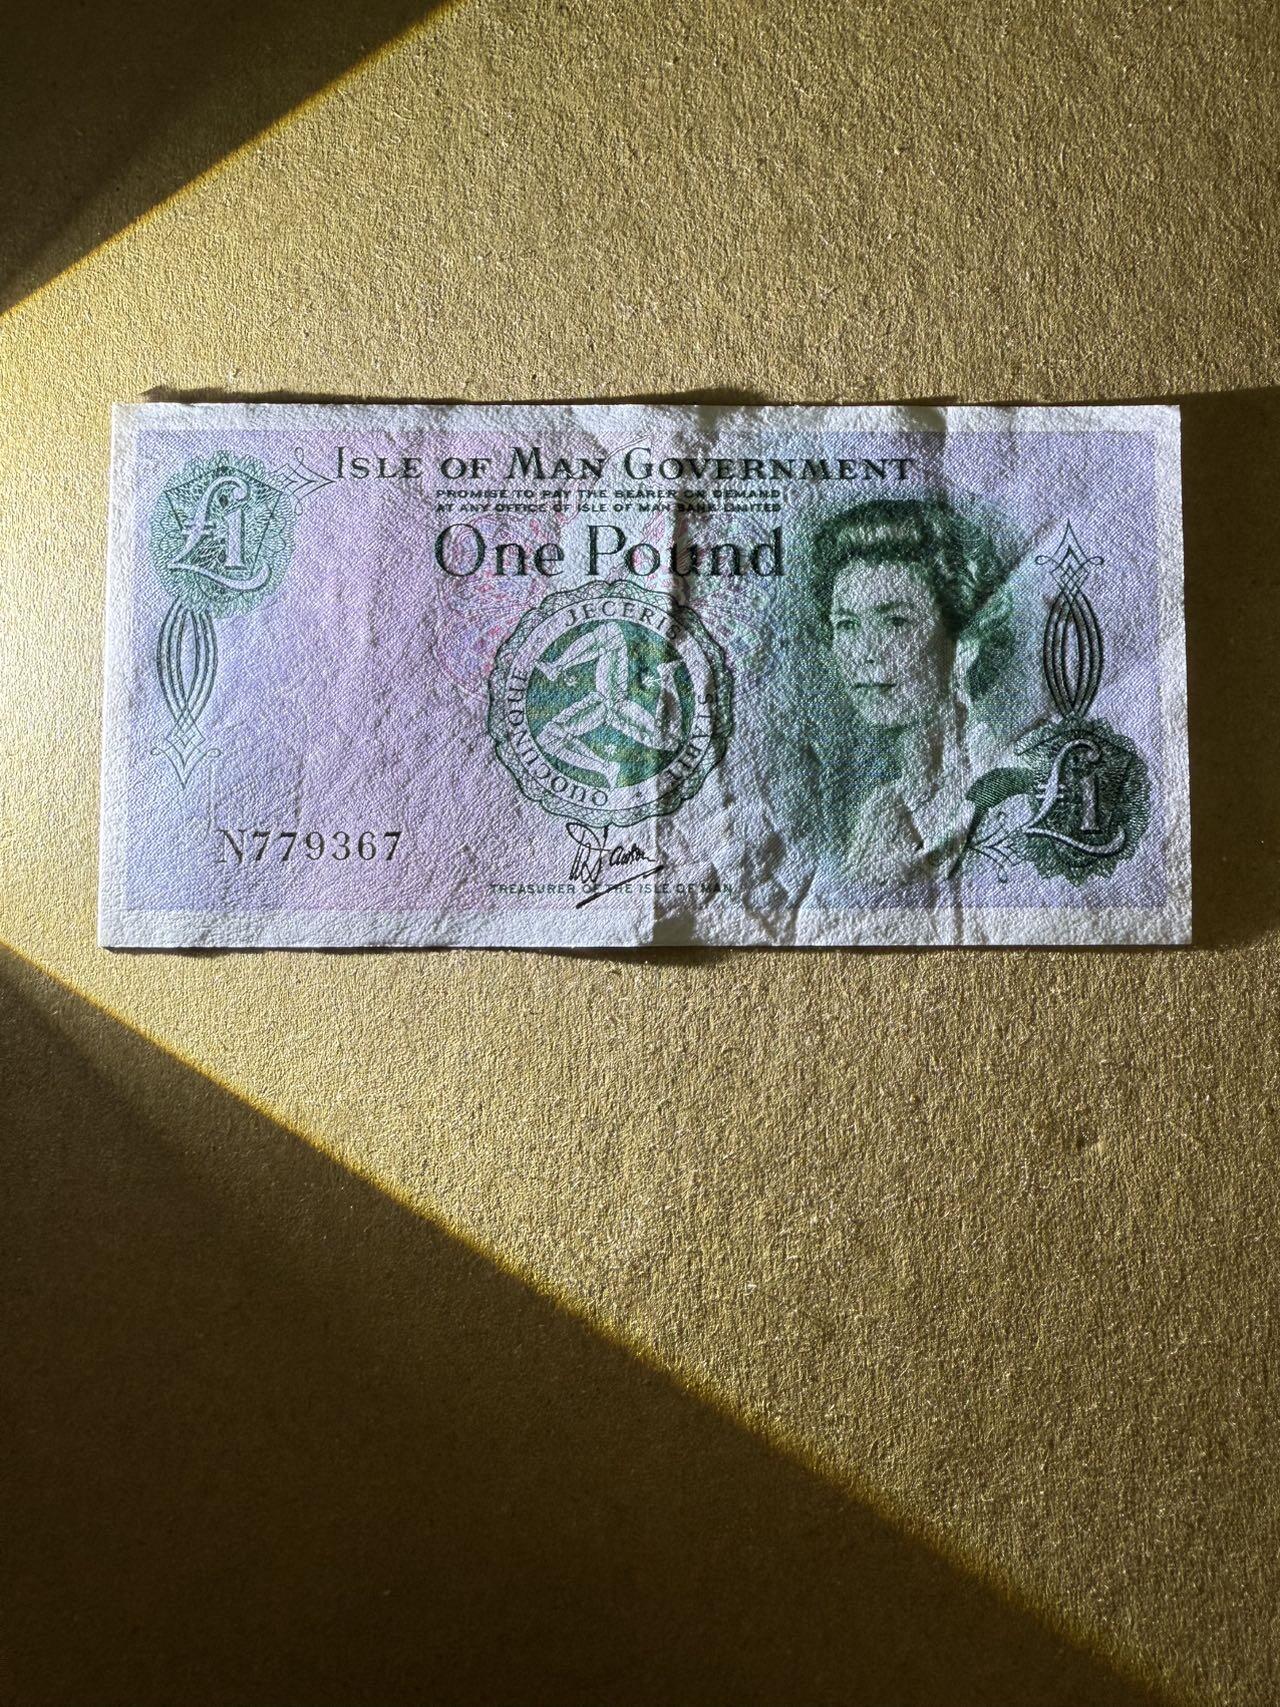 £1
ISLE OF MAN GOVERNMENT
PROMISE TO PAY THE BEARER ON DEMAND
AT ANY OFFICE OF ISLE OF MAN BANK LIMITED
One Pound
QUOCUNQUE JECERIS STABIT
£1
N779367
TREASURER OF THE ISLE OF MAN